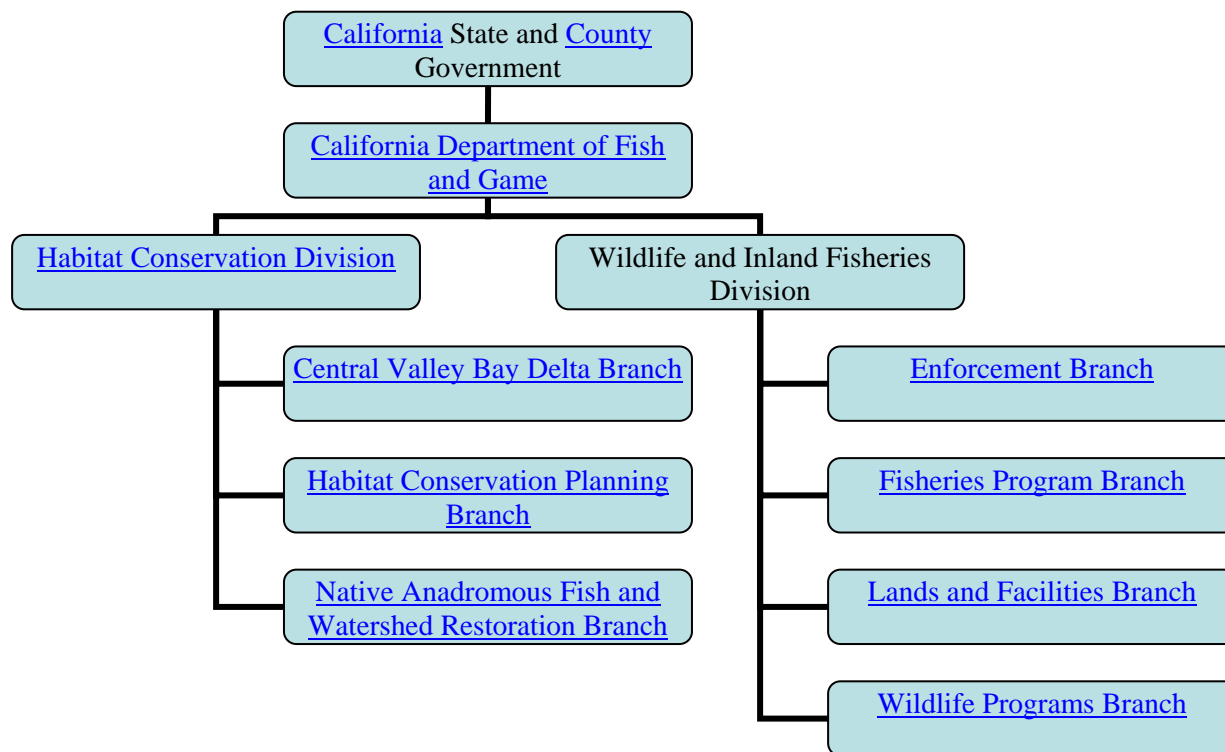 California State and County
Government
California Department of Fish
and Game
Habitat Conservation Division
Wildlife and Inland Fisheries
Division
Central Valley Bay Delta Branch
Enforcement Branch
Habitat Conservation Planning
Branch
Fisheries Program Branch
Native Anadromous Fish and
Watershed Restoration Branch
Lands and Facilities Branch
Wildlife Programs Branch